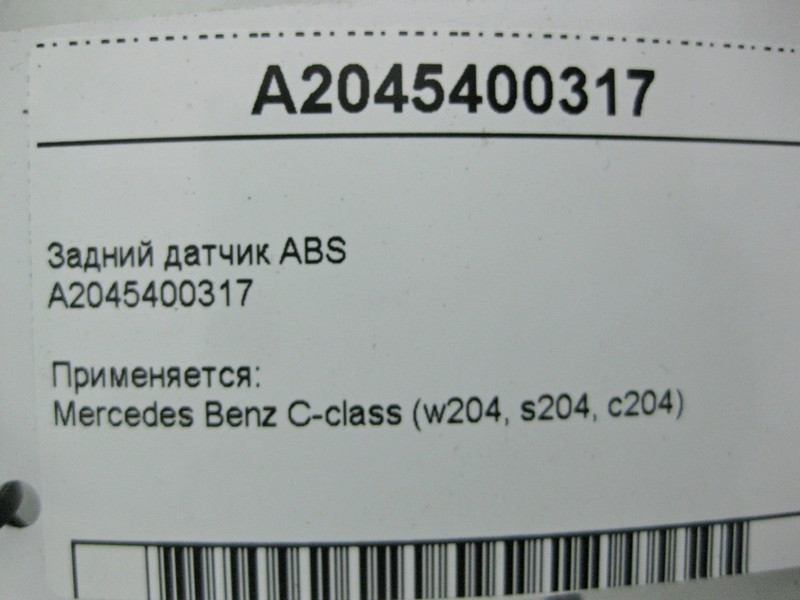 A2045400317
Задний датчик ABS
A2045400317
Применяется:
Mercedes Benz C-class (w204, s204, c204)